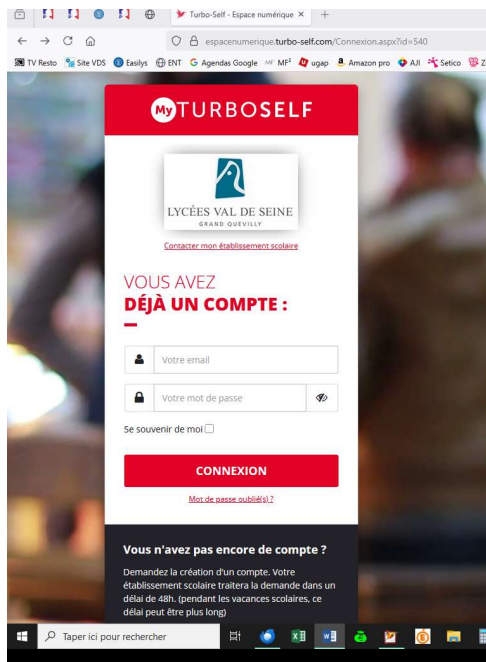 Turbo-Self - Espace numérique
espacenumerique.turbo-self.com/Connexion.aspx?id=540
TV Resto Site VDS Easilys ENT Agendas Google MF² ugap Amazon pro AJI Setico
My TURBOSELF
LYCÉES VAL DE SEINE
GRAND QUEVILLY
Contacter mon établissement scolaire
VOUS AVEZ
DÉJÀ UN COMPTE :
Votre email
Votre mot de passe
Se souvenir de moi
CONNEXION
Mot de passe oublié(s) ?
Vous n'avez pas encore de compte ?
Demandez la création d'un compte. Votre
établissement scolaire traitera la demande dans un
délai de 48h. (pendant les vacances scolaires, ce
délai peut être plus long)
Taper ici pour rechercher